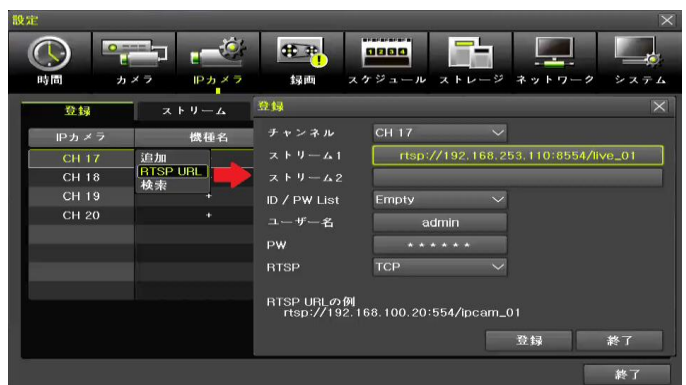 設定
時間 カメラ IPカメラ 録画 スケジュール ストレージ ネットワーク システム
登録 ストリーム
IPカメラ 機種名
CH 17 追加
RTSP URL
検索
CH 18
CH 19 +
CH 20 +
登録
チャンネル CH 17
ストリーム1 rtsp://192.168.253.110:8554/live_01
ストリーム2
ID / PW List Empty
ユーザー名 admin
PW ******
RTSP TCP
RTSP URLの例
rtsp://192.168.100.20:554/ipcam_01
登録 終了
終了